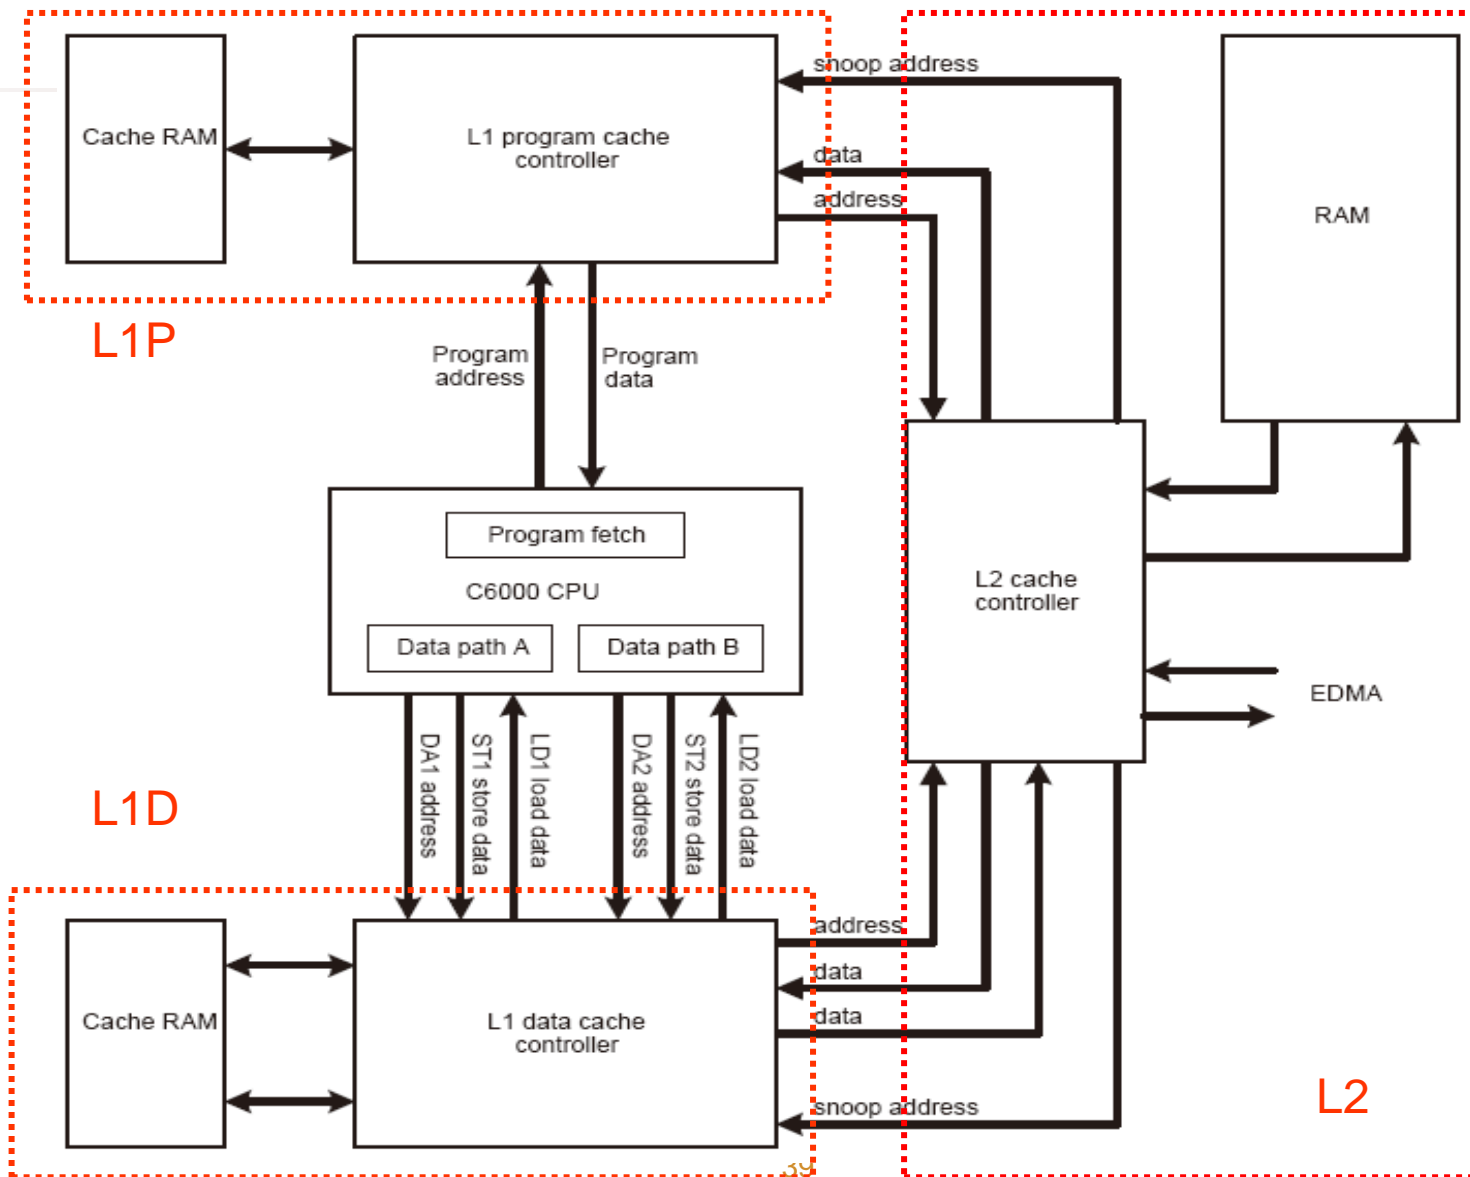 snoop address
Cache RAM
L1 program cache
controller
data
address
RAM
L1P
Program
address
Program
data
Program fetch
C6000 CPU
Data path A
Data path B
L2 cache
controller
EDMA
DA1 address
ST1 store data
LD1 load data
DA2 address
ST2 store data
LD2 load data
L1D
address
data
data
Cache RAM
L1 data cache
controller
snoop address
L2
39